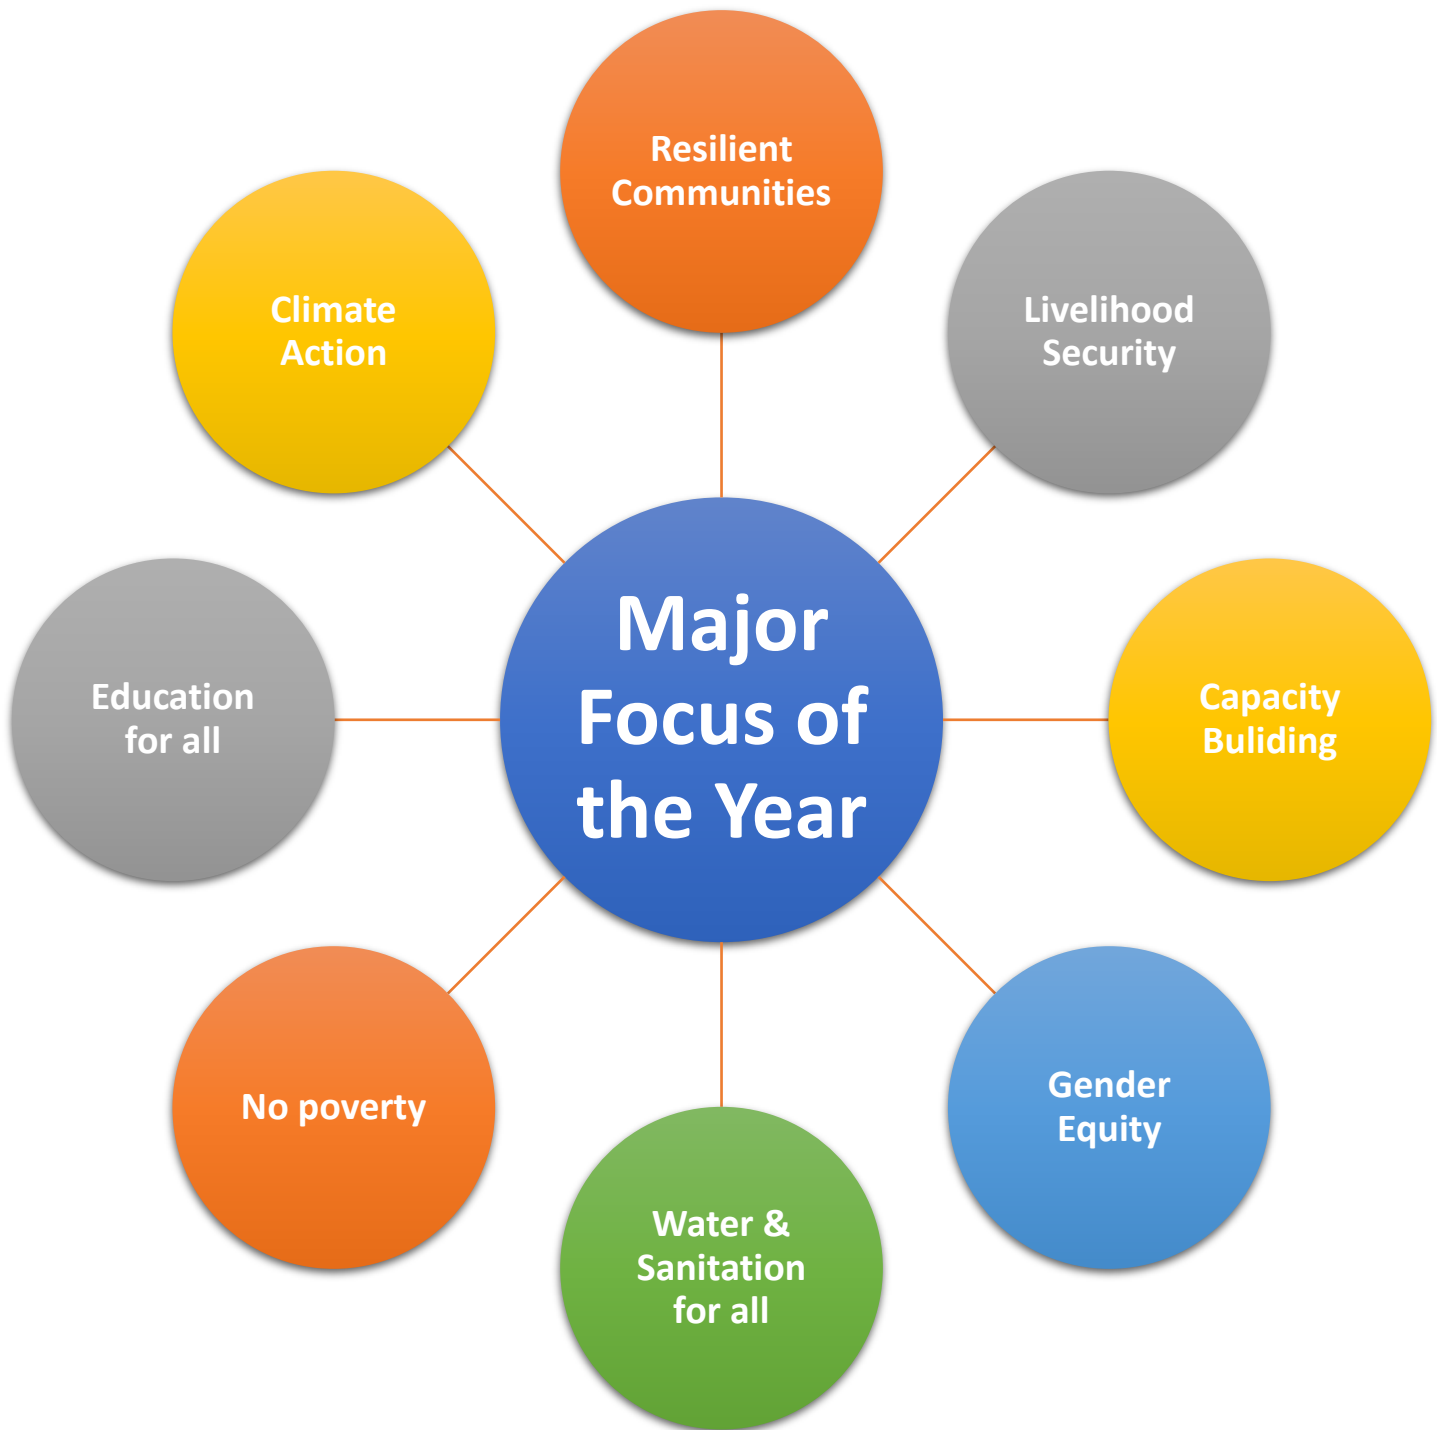 Resilient
Communities
Livelihood
Security
Capacity
Buliding
Gender
Equity
Water &
Sanitation
for all
No poverty
Education
for all
Climate
Action
Major
Focus of
the Year